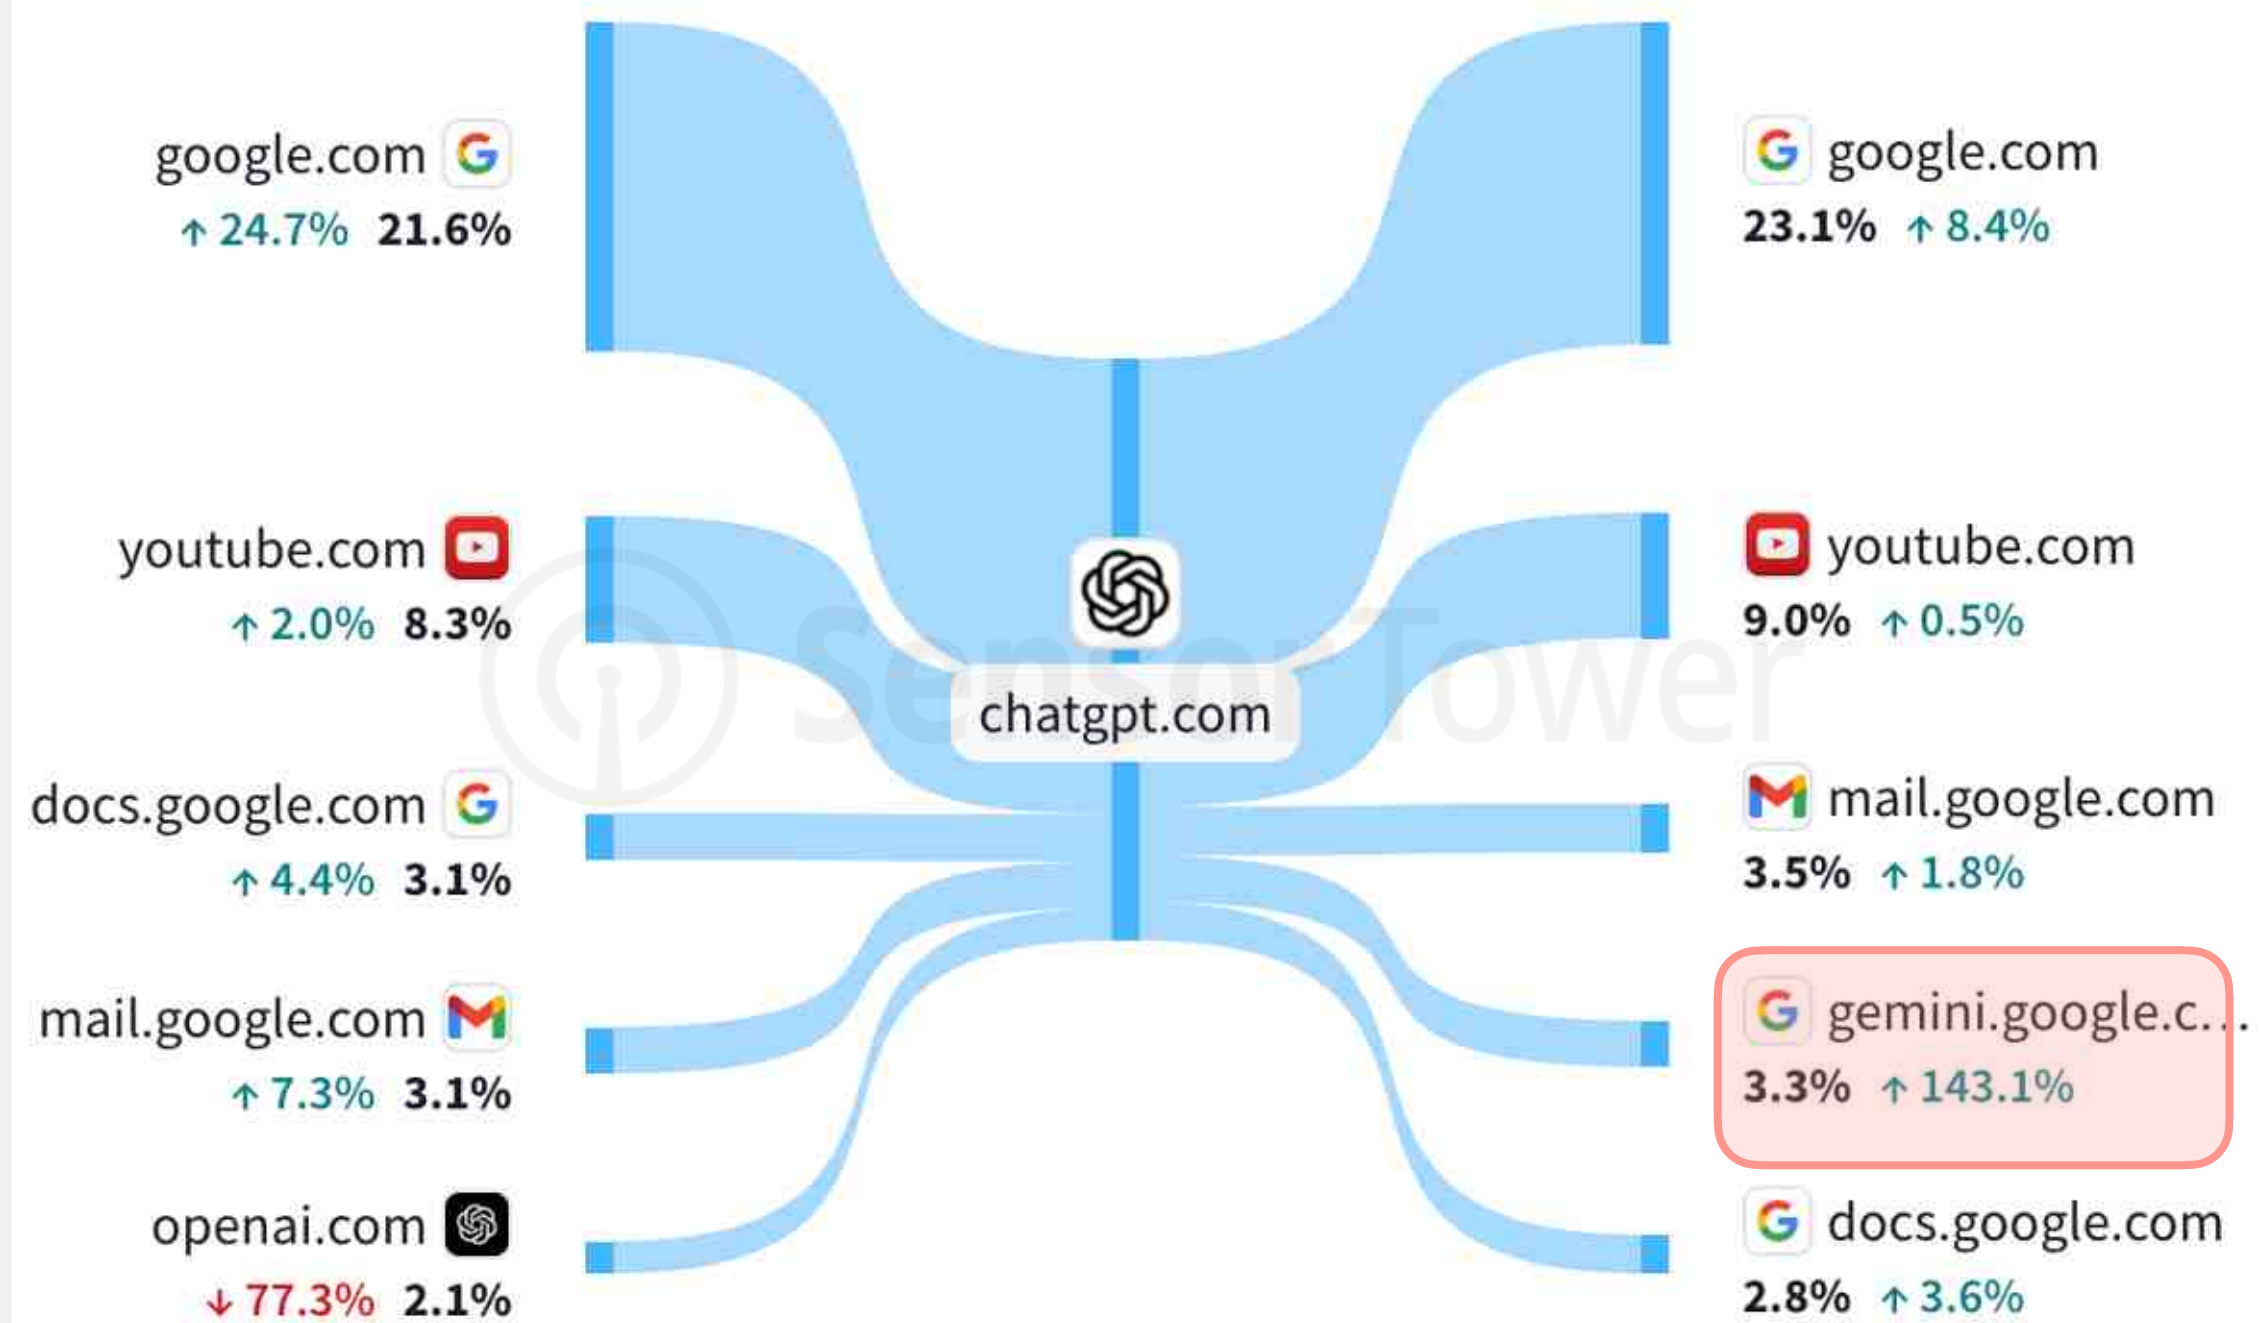 google.com
↑ 24.7% 21.6%
youtube.com
↑ 2.0% 8.3%
docs.google.com
↑ 4.4% 3.1%
mail.google.com
↑ 7.3% 3.1%
openai.com
↓ 77.3% 2.1%
SensorTower
chatgpt.com
google.com
23.1% ↑ 8.4%
youtube.com
9.0% ↑ 0.5%
mail.google.com
3.5% ↑ 1.8%
gemini.google.c...
3.3% ↑ 143.1%
docs.google.com
2.8% ↑ 3.6%